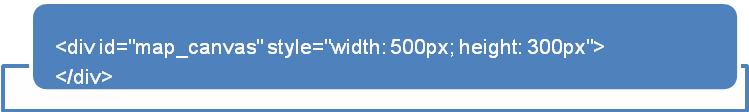 <div id="map_canvas" style="width: 500px; height: 300px">
</div>